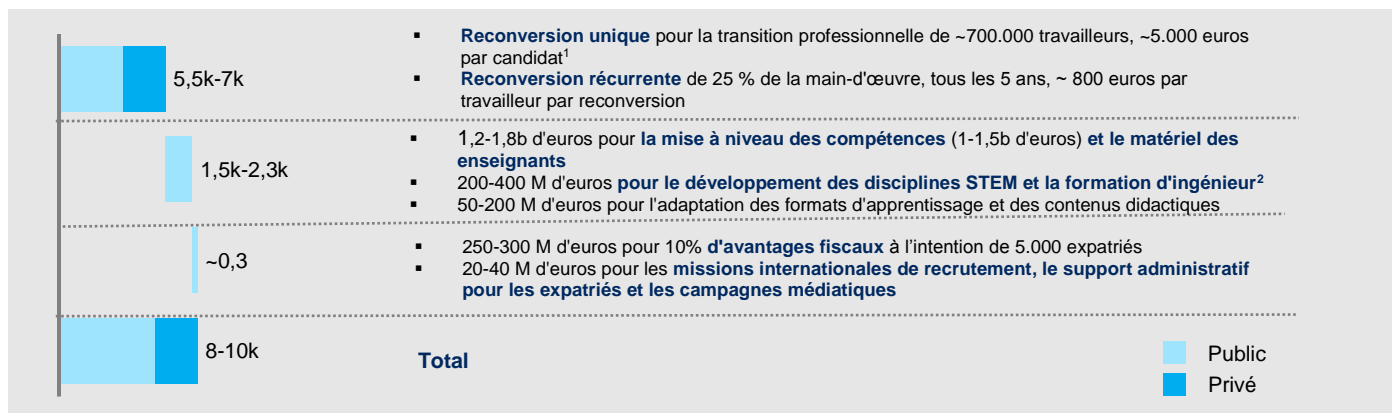 ▪ Reconversion unique pour la transition professionnelle de ~700.000 travailleurs, ~5.000 euros
par candidat¹
5,5k-7k
▪ Reconversion récurrente de 25 % de la main-d'œuvre, tous les 5 ans, ~ 800 euros par
travailleur par reconversion
▪ 1,2-1,8b d'euros pour la mise à niveau des compétences (1-1,5b d'euros) et le matériel des
enseignants
1,5k-2,3k
▪ 200-400 M d'euros pour le développement des disciplines STEM et la formation d'ingénieur²
▪ 50-200 M d'euros pour l'adaptation des formats d'apprentissage et des contenus didactiques
▪ 250-300 M d'euros pour 10% d'avantages fiscaux à l’intention de 5.000 expatriés
~0,3
▪ 20-40 M d'euros pour les missions internationales de recrutement, le support administratif
pour les expatriés et les campagnes médiatiques
8-10k
Total
Public
Privé